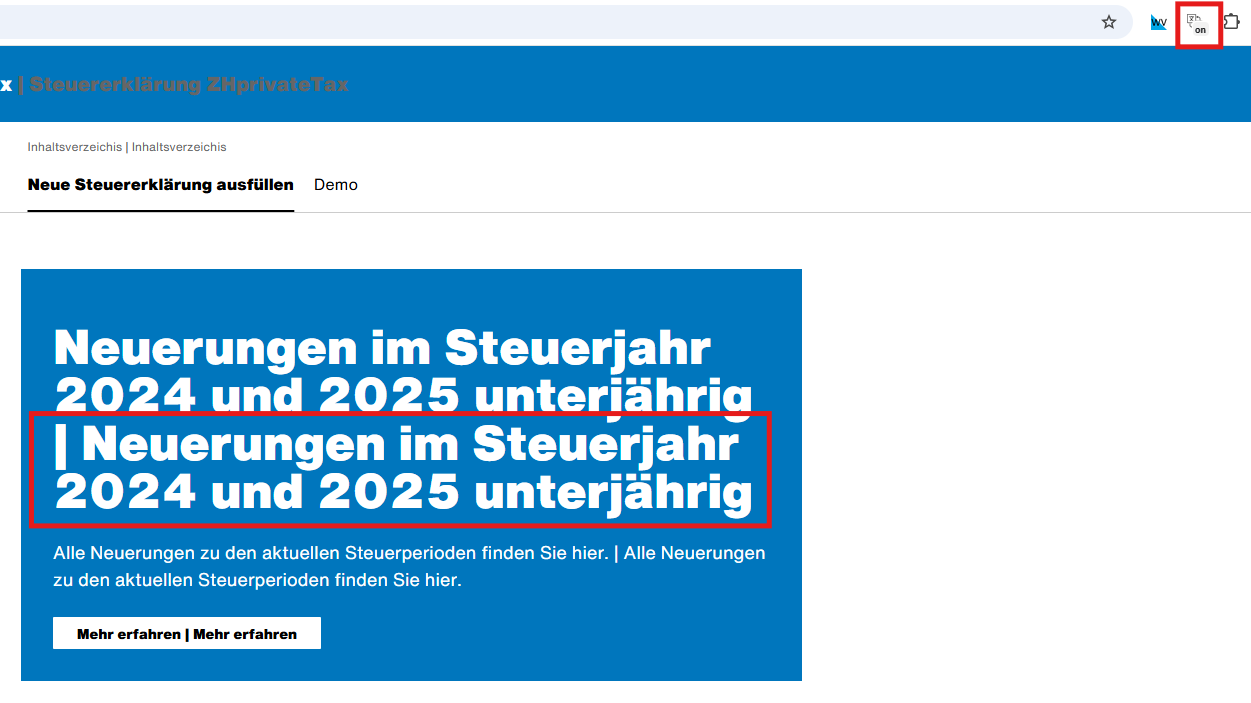 WV
on
x | Steuererklärung ZHprivateTax
Inhaltsverzeichis | Inhaltsverzeichis
Neue Steuererklärung ausfüllen Demo
Neuerungen im Steuerjahr
2024 und 2025 unterjährig
| Neuerungen im Steuerjahr
2024 und 2025 unterjährig
Alle Neuerungen zu den aktuellen Steuerperioden finden Sie hier. | Alle Neuerungen
zu den aktuellen Steuerperioden finden Sie hier.
Mehr erfahren | Mehr erfahren